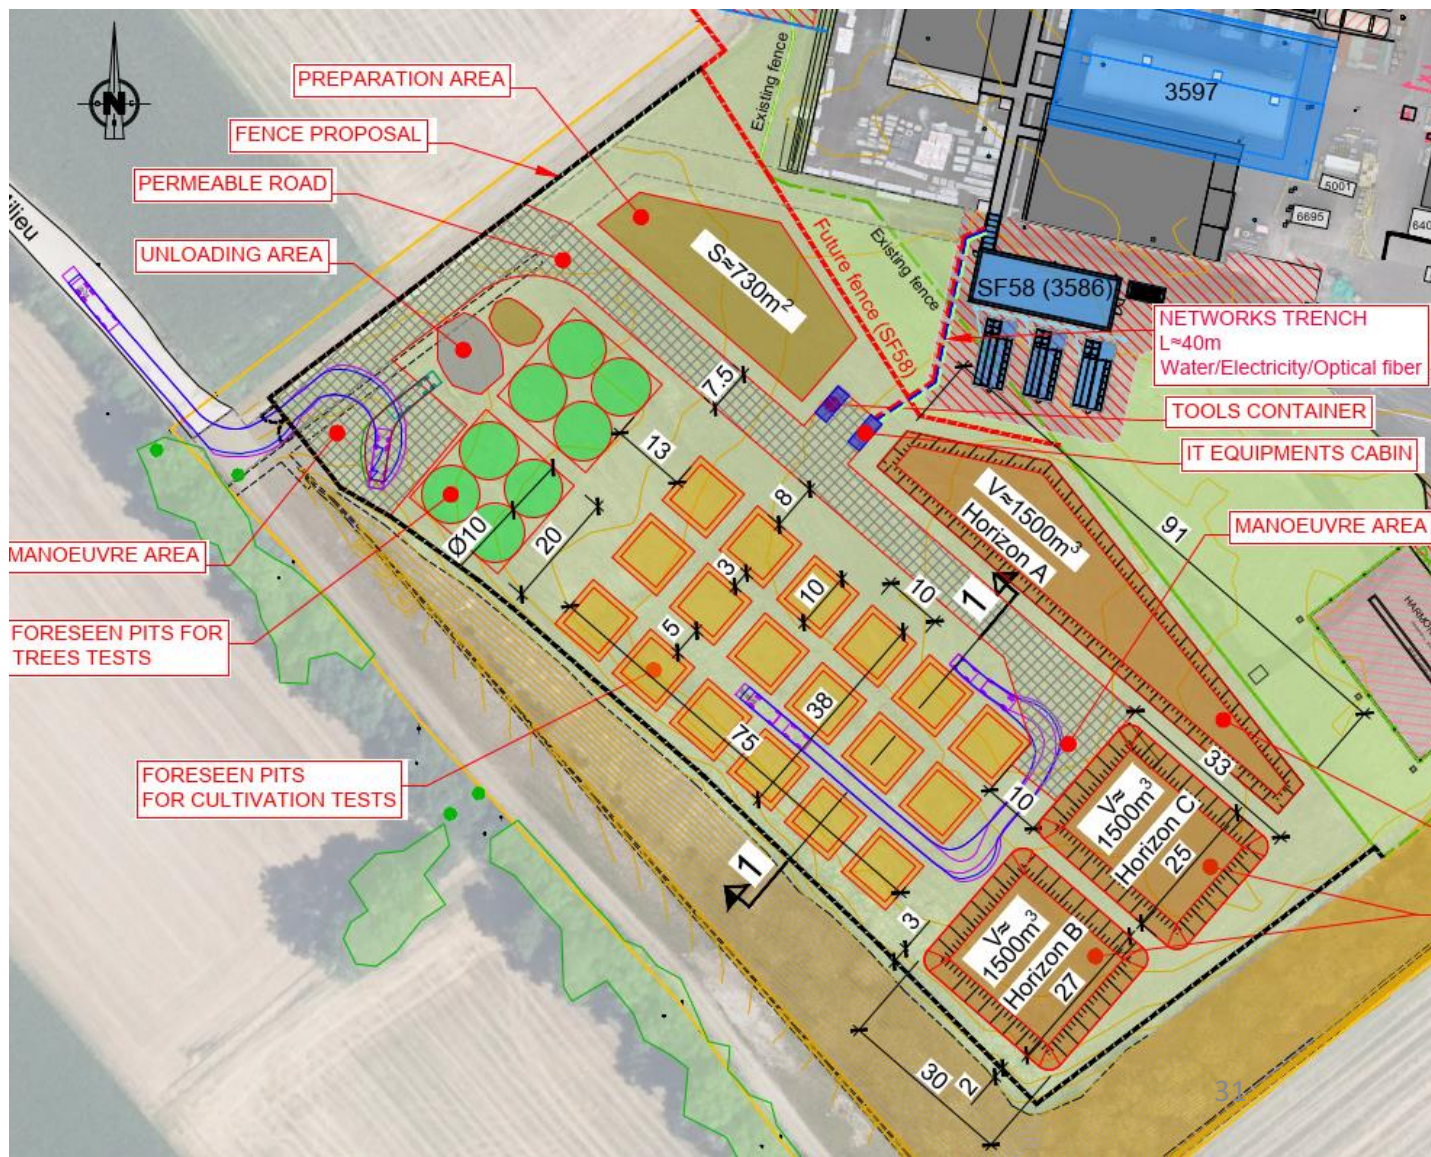 PREPARATION AREA
FENCE PROPOSAL
PERMEABLE ROAD
UNLOADING AREA
N
Existing fence
3597
5001
6695
S≈730m²
Future fence (SF58)
Existing fence
SF58 (3586)
NETWORKS TRENCH
L≈40m
Water/Electricity/Optical fiber
TOOLS CONTAINER
IT EQUIPMENTS CABIN
MANOEUVRE AREA
7.5
13
8
Ø10
20
3
10
5
10
38
75
1
V≈1500m³
Horizon A
91
MANOEUVRE AREA
FORESEEN PITS FOR
TREES TESTS
FORESEEN PITS
FOR CULTIVATION TESTS
33
10
V≈
1500m³
Horizon C
25
1
3
V≈
1500m³
Horizon B
27
30
2
31